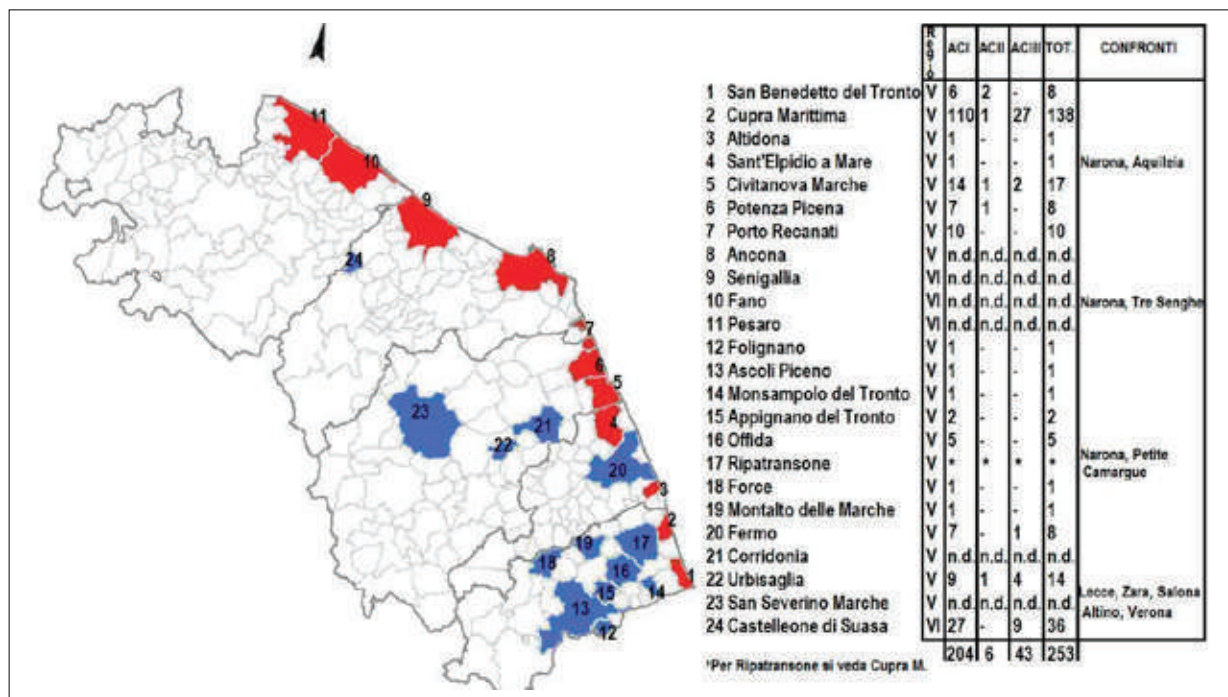 Regio ACI ACII ACIII TOT. CONFRONTI
1 San Benedetto del Tronto V 6 2 - 8
2 Cupra Marittima V 110 1 27 138
3 Altidona V 1 - - 1
4 Sant'Elpidio a Mare V 1 - - 1 Narona, Aquileia
5 Civitanova Marche V 14 1 2 17
6 Potenza Picena V 7 1 - 8
7 Porto Recanati V 10 - - 10
8 Ancona V n.d. n.d. n.d. n.d.
9 Senigallia VI n.d. n.d. n.d. n.d.
10 Fano VI n.d. n.d. n.d. n.d. Narona, Tre Senghe
11 Pesaro VI n.d. n.d. n.d. n.d.
12 Folignano V 1 - - 1
13 Ascoli Piceno V 1 - - 1
14 Monsampolo del Tronto V 1 - - 1
15 Appignano del Tronto V 2 - - 2
16 Offida V 5 - - 5
17 Ripatransone V * * * * Narona, Petite
18 Force V 1 - - 1 Camargue
19 Montalto delle Marche V 1 - - 1
20 Fermo V 7 - 1 8
21 Corridonia V n.d. n.d. n.d. n.d.
22 Urbisaglia V 9 1 4 14
23 San Severino Marche V n.d. n.d. n.d. n.d. Lecce, Zara, Salona
24 Castelleone di Suasa VI 27 - 9 36 Altino, Verona
204 6 43 253
*Per Ripatransone si veda Cupra M.
11
10
9
24
8
7
6
5
23
21
4
22
20
3
2
19
17
18
16
1
15
14
13
12